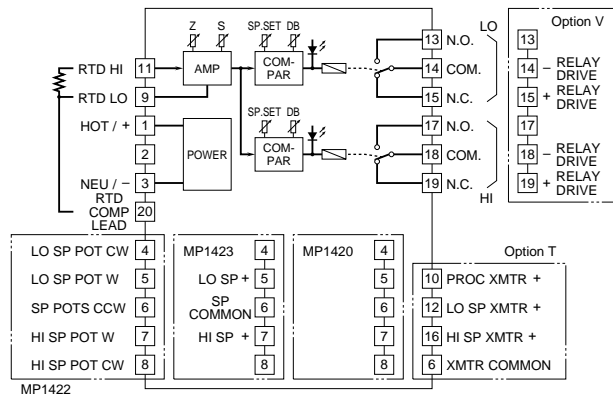 Z S SP.SET DB
LO
Option V
13 N.O.
13
RTD HI 11 AMP COM-PAR 14 COM.
14 − RELAY DRIVE
RTD LO 9
15 N.C.
15 + RELAY DRIVE
HOT / + 1
SP.SET DB
17 N.O.
17
2 POWER COM-PAR 18 COM.
18 − RELAY DRIVE
NEU / − 3
19 N.C.
HI
19 + RELAY DRIVE
RTD COMP LEAD 20
LO SP POT CW 4
LO SP POT W 5
SP POTS CCW 6
HI SP POT W 7
HI SP POT CW 8
MP1422
MP1423
4
LO SP + 5
SP COMMON 6
HI SP + 7
8
MP1420
4
5
6
7
8
Option T
10 PROC XMTR +
12 LO SP XMTR +
16 HI SP XMTR +
6 XMTR COMMON